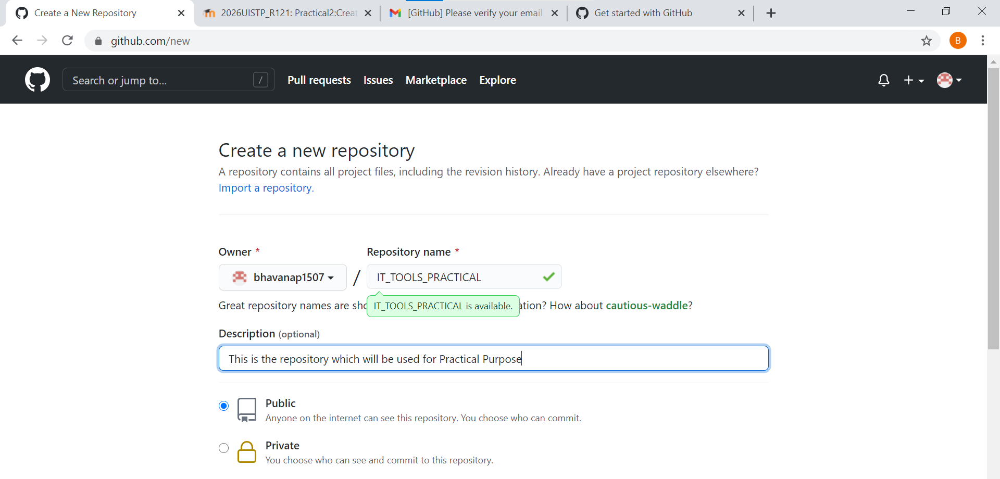 Create a New Repository
2026UISTP_R121: Practical2:Creat
[GitHub] Please verify your email
Get started with GitHub
github.com/new
B
Search or jump to...
/
Pull requests
Issues
Marketplace
Explore
Create a new repository
A repository contains all project files, including the revision history. Already have a project repository elsewhere?
Import a repository.
Owner *
Repository name *
bhavanap1507
/
IT_TOOLS_PRACTICAL
Great repository names are sho
IT_TOOLS_PRACTICAL is available.
ation? How about cautious-waddle?
Description (optional)
This is the repository which will be used for Practical Purpose
Public
Anyone on the internet can see this repository. You choose who can commit.
Private
You choose who can see and commit to this repository.